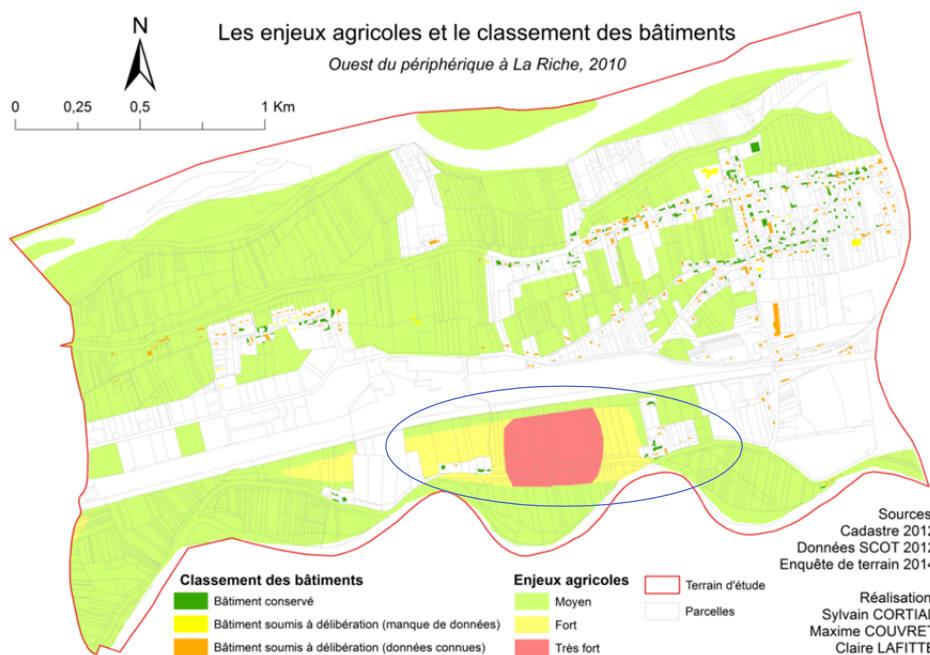 Les enjeux agricoles et le classement des bâtiments
Ouest du périphérique à La Riche, 2010
N
0 0,25 0,5 1 Km
Sources
Cadastre 2012
Données SCOT 2012
Enquête de terrain 2014
Réalisation
Sylvain CORTIAL
Maxime COUVRET
Claire LAFITTE
Classement des bâtiments
Bâtiment conservé
Bâtiment soumis à délibération (manque de données)
Bâtiment soumis à délibération (données connues)
Enjeux agricoles
Moyen
Fort
Très fort
Terrain d'étude
Parcelles